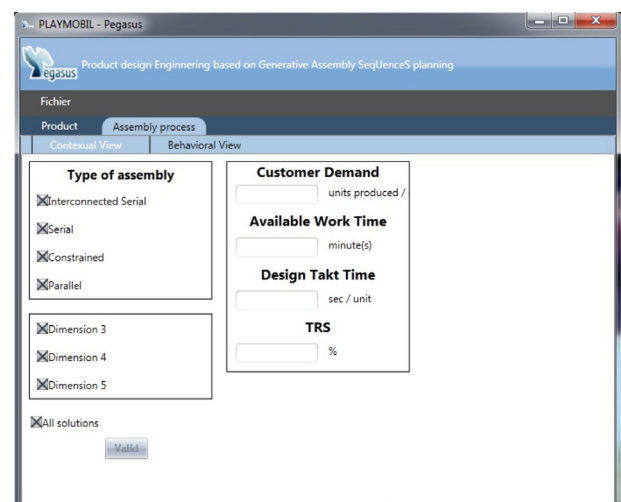 PLAYMOBIL - Pegasus
Pegasus
Product design Enginnering based on Generative Assembly SeqUenceS planning
Fichier
Product Assembly process
Contexual View Behavioral View
Type of assembly
Interconnected Serial
Serial
Constrained
Parallel
Dimension 3
Dimension 4
Dimension 5
All solutions
Valid
Customer Demand
units produced /
Available Work Time
minute(s)
Design Takt Time
sec / unit
TRS
%